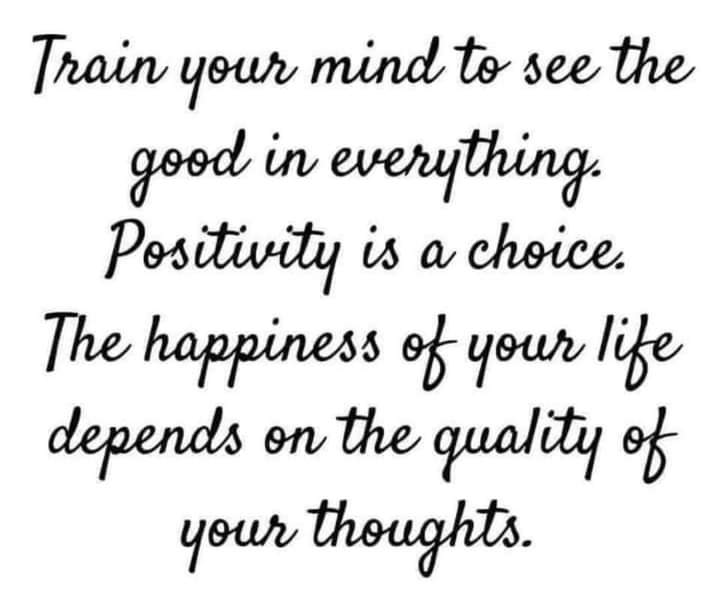 Train your mind to see the
good in everything.
Positivity is a choice.
The happiness of your life
depends on the quality of
your thoughts.